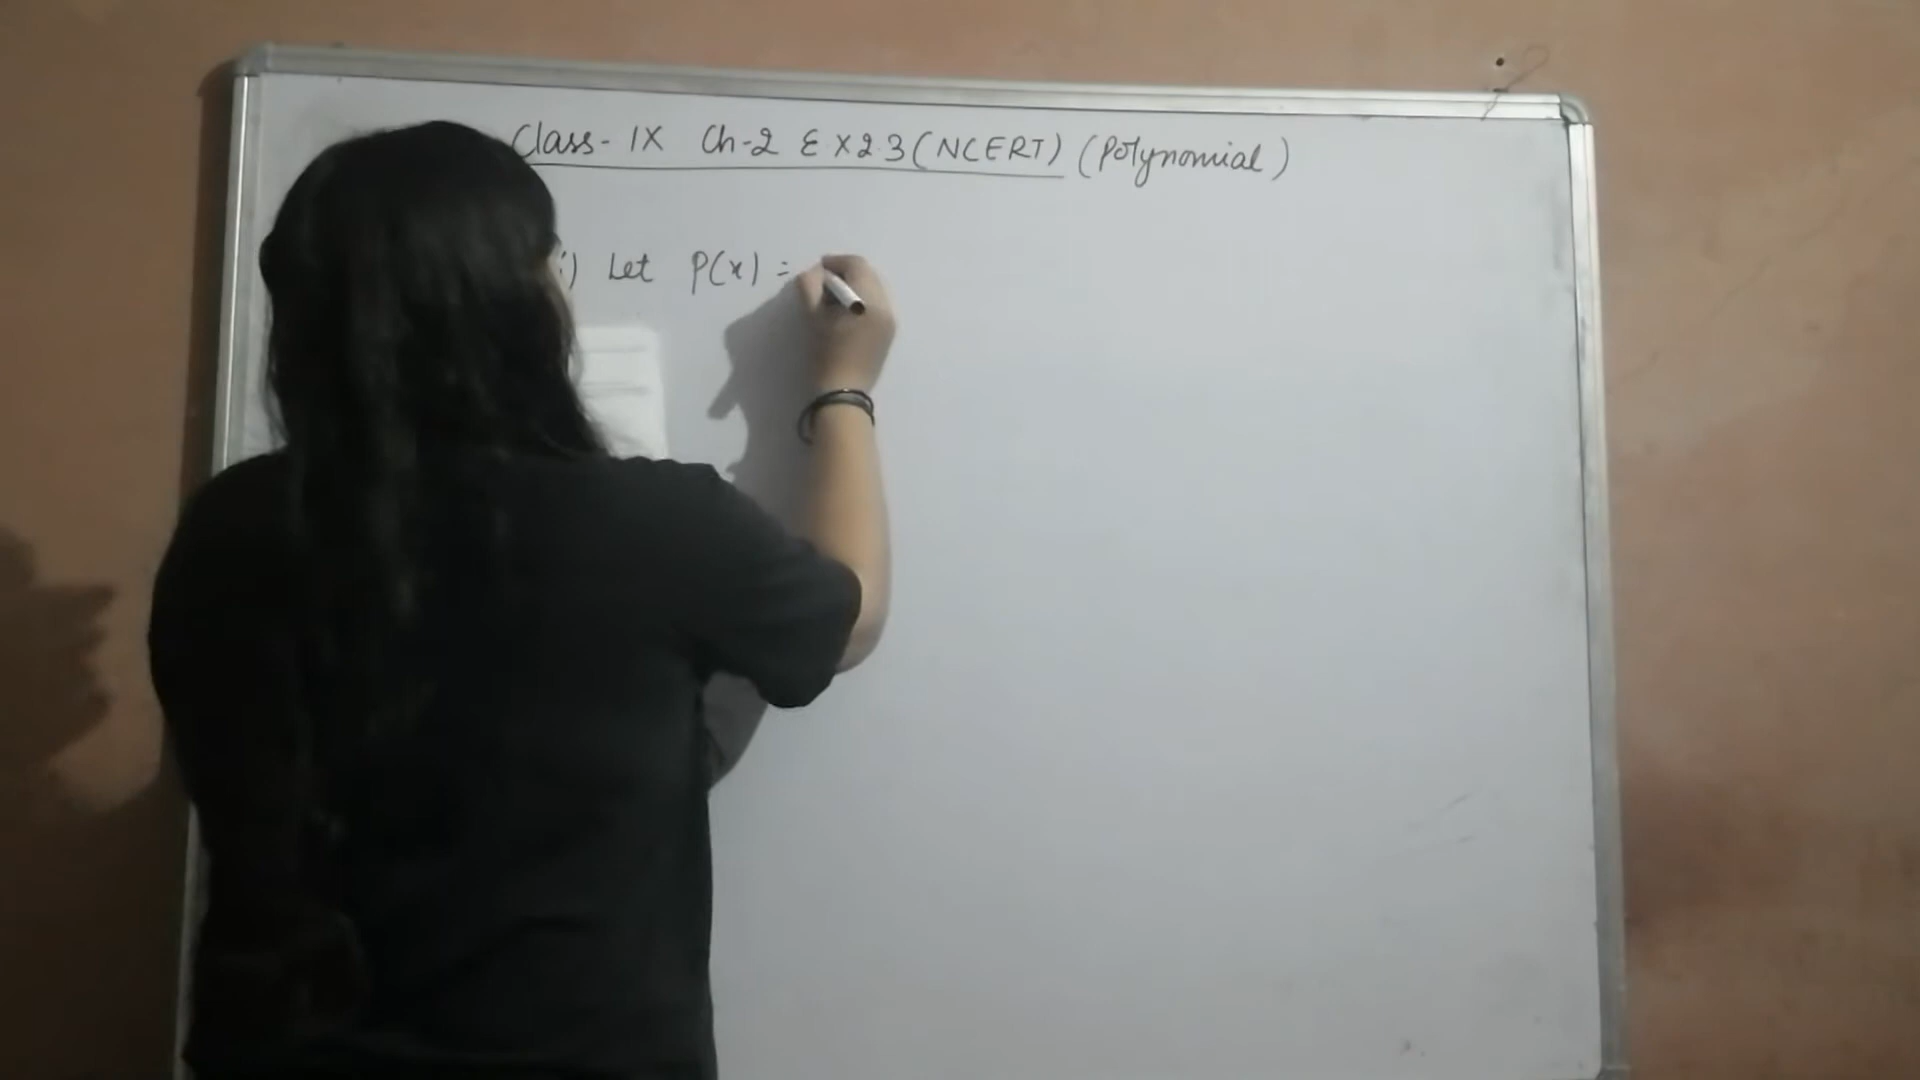 Class- IX Ch-2 EX 2.3 (NCERT) (Polynomial)
i) Let P(x) =